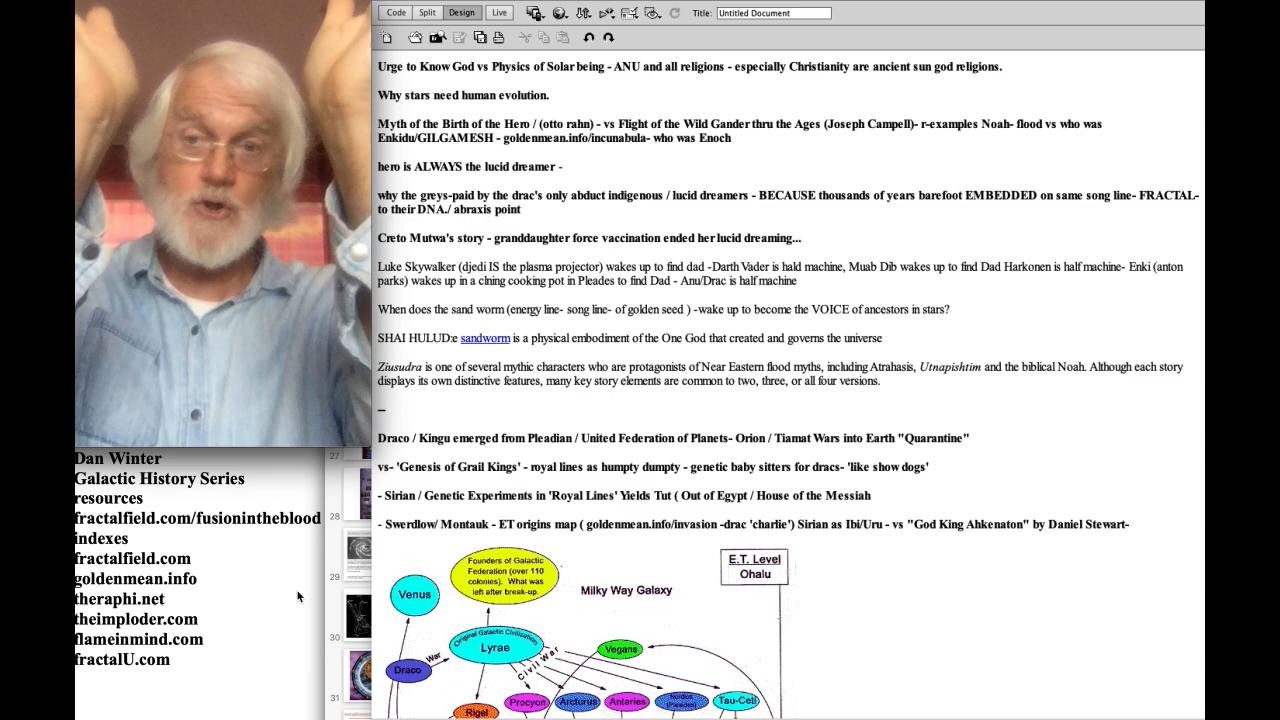 Code Split Design Live Title: Untitled Document
Urge to Know God vs Physics of Solar being - ANU and all religions - especially Christianity are ancient sun god religions.
Why stars need human evolution.
Myth of the Birth of the Hero / (otto rahn) - vs Flight of the Wild Gander thru the Ages (Joseph Campell)- r-examples Noah- flood vs who was
Enkidu/GILGAMESH - goldenmean.info/incunabula- who was Enoch
hero is ALWAYS the lucid dreamer -
why the greys-paid by the drac's only abduct indigenous / lucid dreamers - BECAUSE thousands of years barefoot EMBEDDED on same song line- FRACTAL-
to their DNA./ abraxis point
Creto Mutwa's story - granddaughter force vaccination ended her lucid dreaming...
Luke Skywalker (djedi IS the plasma projector) wakes up to find dad -Darth Vader is hald machine, Muab Dib wakes up to find Dad Harkonen is half machine- Enki (anton
parks) wakes up in a clning cooking pot in Pleades to find Dad - Anu/Drac is half machine
When does the sand worm (energy line- song line- of golden seed ) -wake up to become the VOICE of ancestors in stars?
SHAI HULUD:e sandworm is a physical embodiment of the One God that created and governs the universe
Ziusudra is one of several mythic characters who are protagonists of Near Eastern flood myths, including Atrahasis, Utnapishtim and the biblical Noah. Although each story
displays its own distinctive features, many key story elements are common to two, three, or all four versions.
--
Draco / Kingu emerged from Pleadian / United Federation of Planets- Orion / Tiamat Wars into Earth "Quarantine"
vs- 'Genesis of Grail Kings' - royal lines as humpty dumpty - genetic baby sitters for dracs- 'like show dogs'
- Sirian / Genetic Experiments in 'Royal Lines' Yields Tut ( Out of Egypt / House of the Messiah
- Swerdlow/ Montauk - ET origins map ( goldenmean.info/invasion -drac 'charlie') Sirian as Ibi/Uru - vs "God King Ahkenaton" by Daniel Stewart-
Founders of Galactic
Federation (over 110
colonies). What was
left after break-up.
E.T. Level
Ohalu
Milky Way Galaxy
Venus
Original Galactic Civilization
Lyrae
Vegans
War
Draco
Civil War
Procyon
Arcturus
Antaries
Nordics
(Pleiades)
Tau-Ceti
Rigel
Dan Winter
Galactic History Series
resources
fractalfield.com/fusionintheblood
indexes
fractalfield.com
goldenmean.info
theraphi.net
theimploder.com
flameinmind.com
fractalU.com
27
28
29
30
31